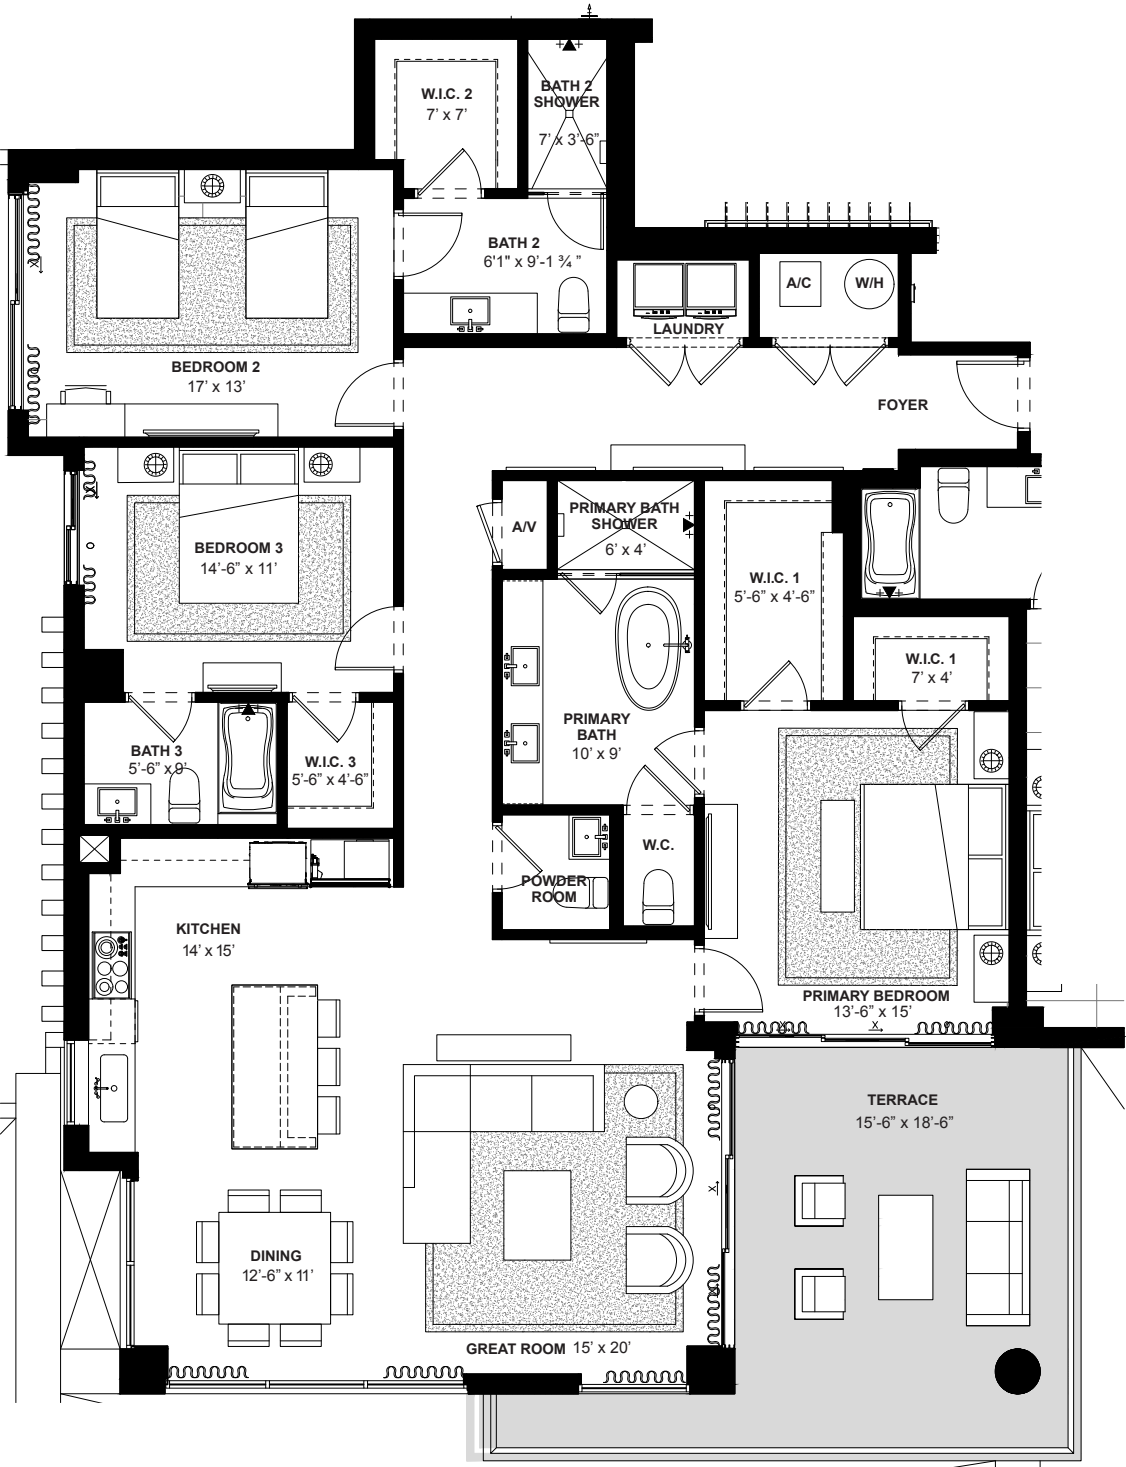 W.I.C. 2
7’ x 7’
BATH 2
SHOWER
7’ x 3’-6”
BATH 2
6'1" x 9’-1 ¾ ”
A/C
W/H
LAUNDRY
BEDROOM 2
17’ x 13’
FOYER
A/V
PRIMARY BATH
SHOWER
6’ x 4’
BEDROOM 3
14’-6” x 11’
W.I.C. 1
5’-6” x 4’-6”
W.I.C. 1
7’ x 4’
PRIMARY
BATH
10’ x 9’
BATH 3
5’-6” x 9’
W.I.C. 3
5’-6” x 4’-6”
W.C.
POWDER
ROOM
KITCHEN
14’ x 15’
PRIMARY BEDROOM
13’-6” x 15’
X
X
X
X
X
TERRACE
15’-6” x 18’-6”
DINING
12’-6” x 11’
GREAT ROOM 15’ x 20’